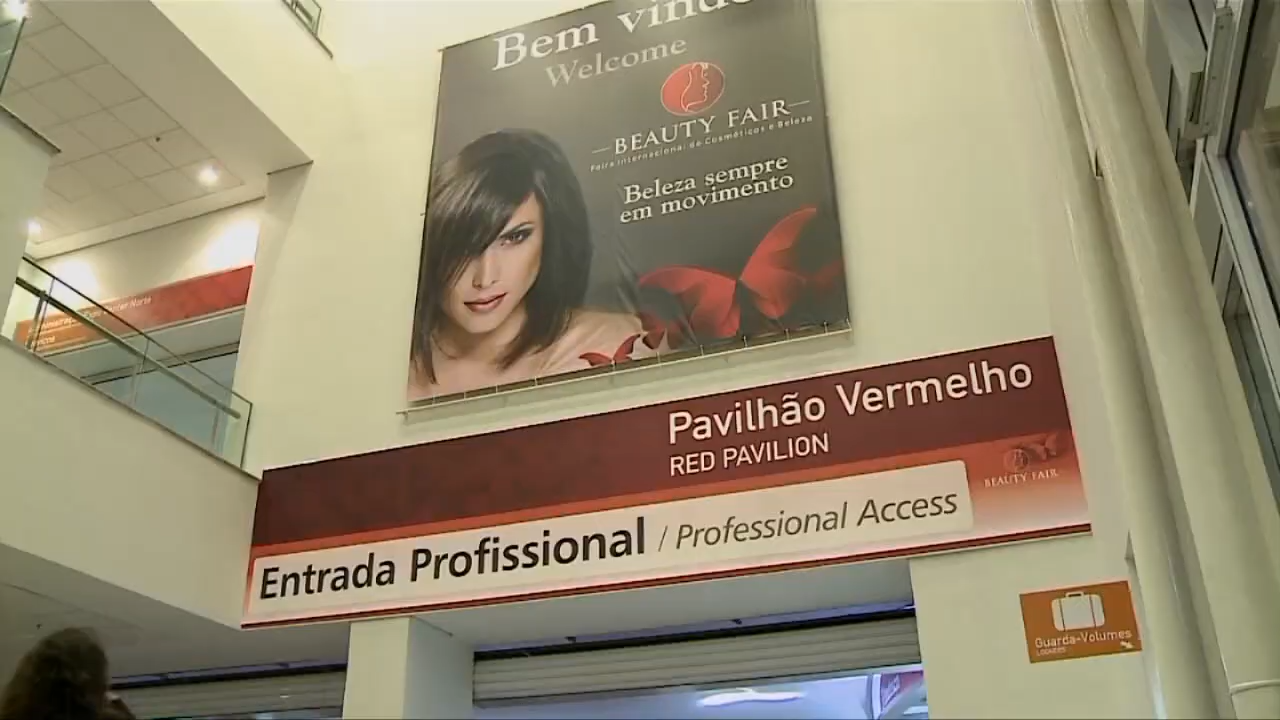 Bem vindo
Welcome
BEAUTY FAIR
Feira Internacional de Cosméticos e Beleza
Beleza sempre
em movimento
Pavilhão Vermelho
RED PAVILION
BEAUTY FAIR
Entrada Profissional / Professional Access
Guarda-Volumes
LOCKERS